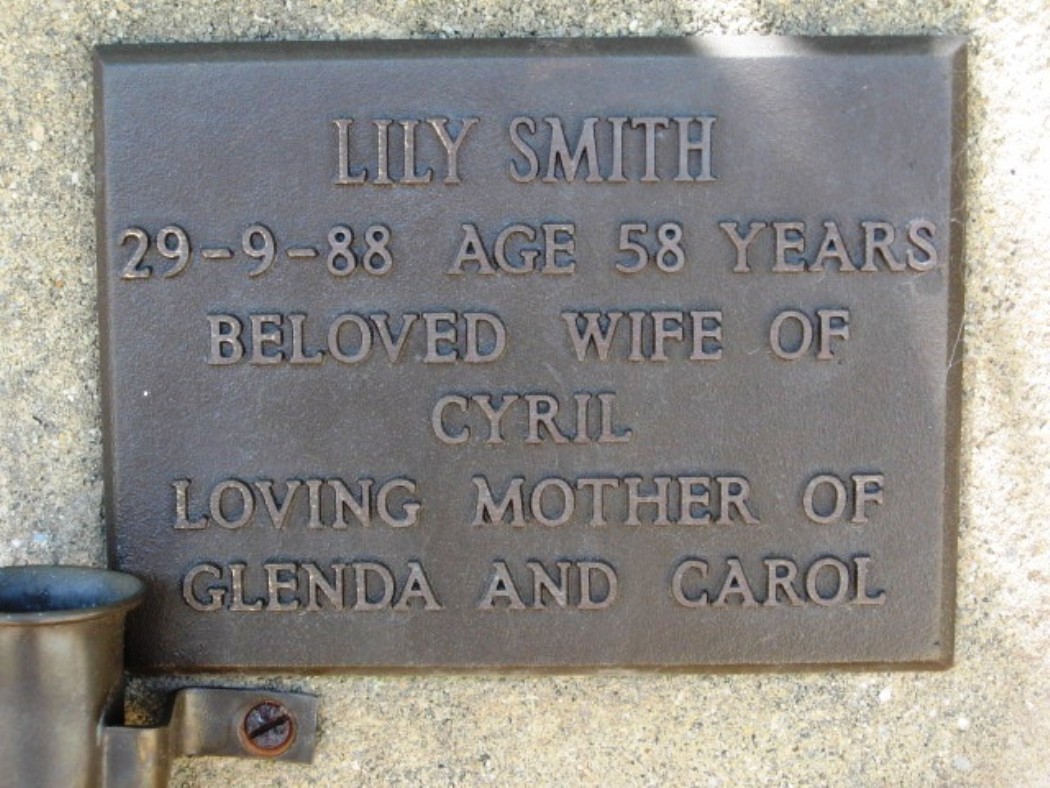 LILY SMITH
29-9-88 AGE 58 YEARS
BELOVED WIFE OF
CYRIL
LOVING MOTHER OF
GLENDA AND CAROL